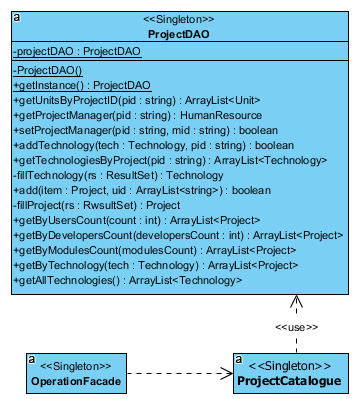 a
<<Singleton>>
ProjectDAO
-projectDAO : ProjectDAO
-ProjectDAO()
+getInstance() : ProjectDAO
+getUnitsByProjectID(pid : string) : ArrayList<Unit>
+getProjectManager(pid : string) : HumanResource
+setProjectManager(pid : string, mid : string) : boolean
+addTechnology(tech : Technology, pid : string) : boolean
+getTechnologiesByProject(pid : string) : ArrayList<Technology>
-fillTechnology(rs : ResultSet) : Technology
+add(item : Project, uid : ArrayList<string>) : boolean
-fillProject(rs : RwsultSet) : Project
+getByUsersCount(count : int) : ArrayList<Project>
+getByDevelopersCount(developersCount : int) : ArrayList<Project>
+getByModulesCount(modulesCount) : ArrayList<Project>
+getByTechnology(tech : Technology) : ArrayList<Project>
+getAllTechnologies() : ArrayList<Technology>
<<use>>
a
<<Singleton>>
OperationFacade
a
<<Singleton>>
ProjectCatalogue